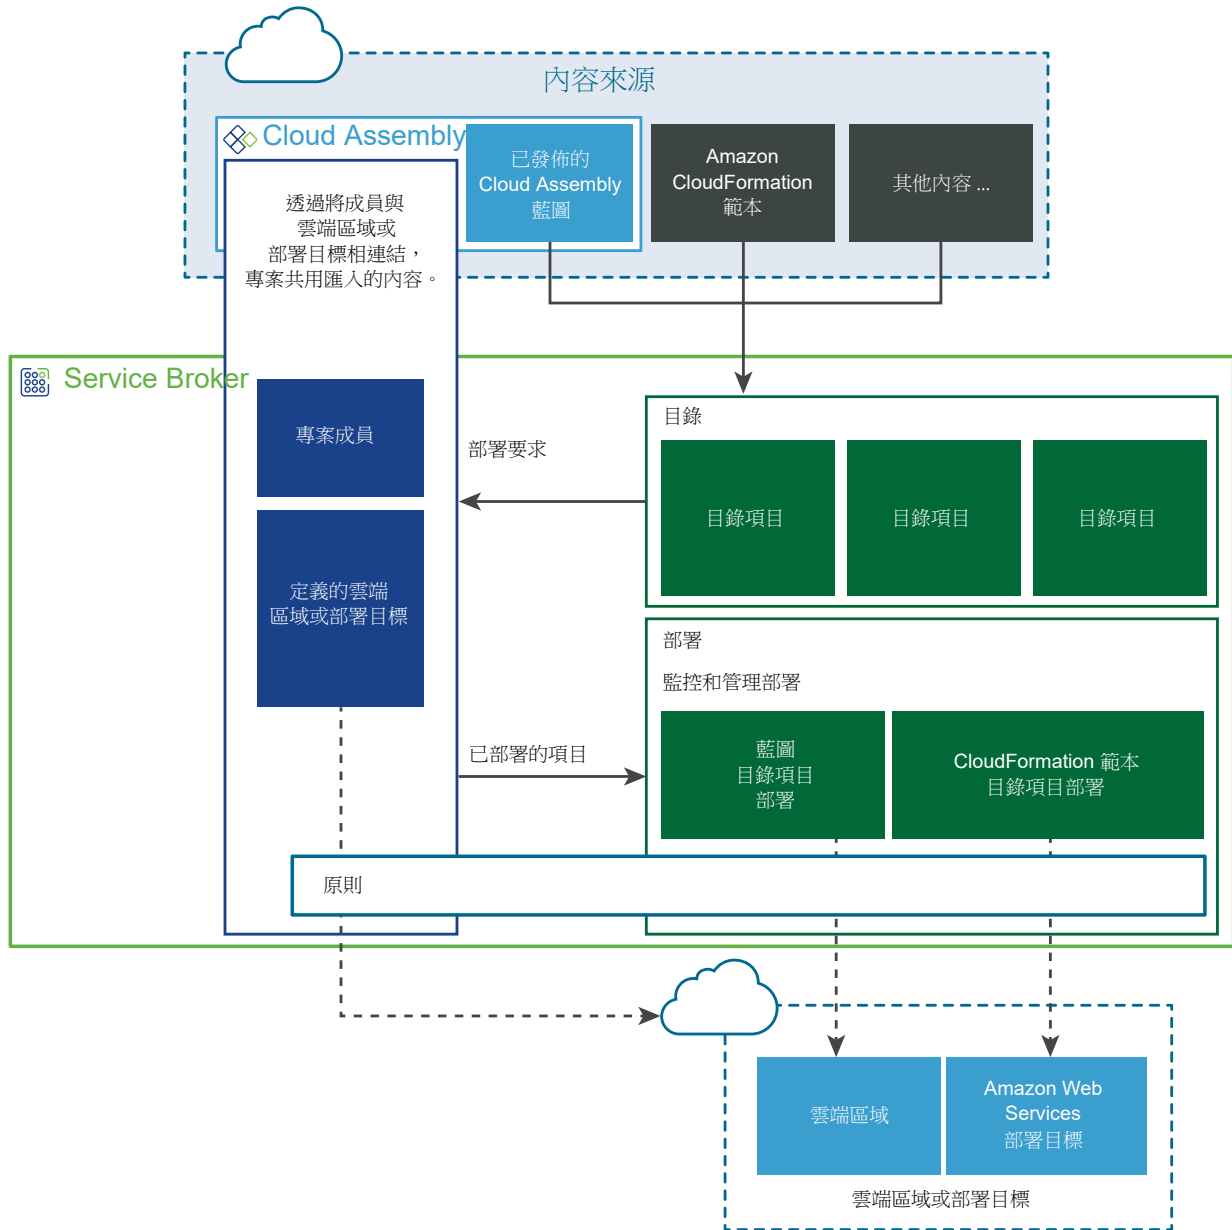 內容來源
Cloud Assembly
已發佈的
Cloud Assembly
藍圖
Amazon
CloudFormation
範本
其他內容 ...
透過將成員與
雲端區域或
部署目標相連結，
專案共用匯入的內容。
Service Broker
專案成員
定義的雲端
區域或部署目標
部署要求
目錄
目錄項目
目錄項目
目錄項目
部署
監控和管理部署
已部署的項目
藍圖
目錄項目
部署
CloudFormation 範本
目錄項目部署
原則
雲端區域
Amazon Web
Services
部署目標
雲端區域或部署目標